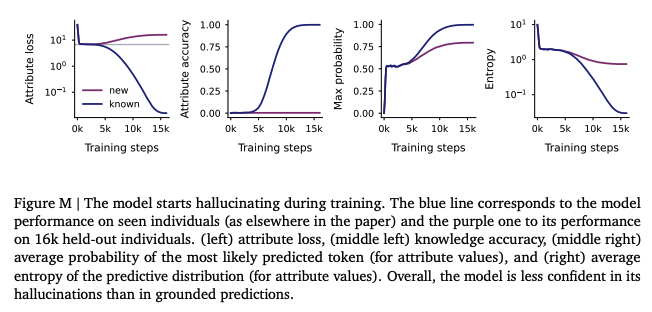 Attribute loss
10¹
10⁰
10⁻¹
new
known
0k 5k 10k 15k
Training steps
Attribute accuracy
1.00
0.75
0.50
0.25
0.00
0k 5k 10k 15k
Training steps
Max probability
1.00
0.75
0.50
0.25
0.00
0k 5k 10k 15k
Training steps
Entropy
10¹
10⁰
10⁻¹
0k 5k 10k 15k
Training steps
Figure M | The model starts hallucinating during training. The blue line corresponds to the model
performance on seen individuals (as elsewhere in the paper) and the purple one to its performance
on 16k held-out individuals. (left) attribute loss, (middle left) knowledge accuracy, (middle right)
average probability of the most likely predicted token (for attribute values), and (right) average
entropy of the predictive distribution (for attribute values). Overall, the model is less confident in its
hallucinations than in grounded predictions.